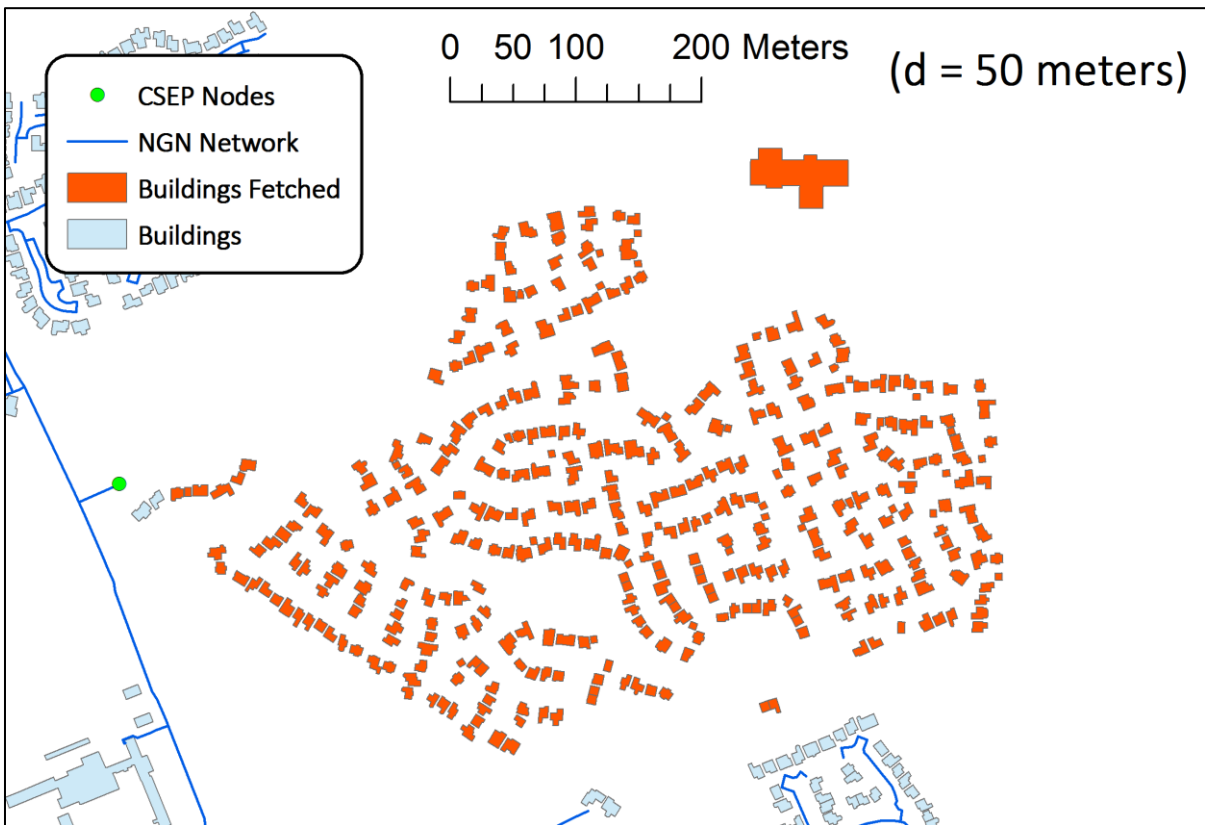 0 50 100 200 Meters
(d = 50 meters)
CSEP Nodes
NGN Network
Buildings Fetched
Buildings